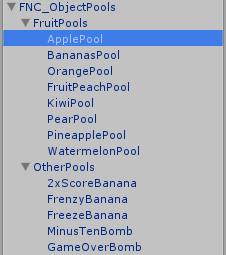 FNC_ObjectPools
FruitPools
ApplePool
BananasPool
OrangePool
FruitPeachPool
KiwiPool
PearPool
PineapplePool
WatermelonPool
OtherPools
2xScoreBanana
FrenzyBanana
FreezeBanana
MinusTenBomb
GameOverBomb